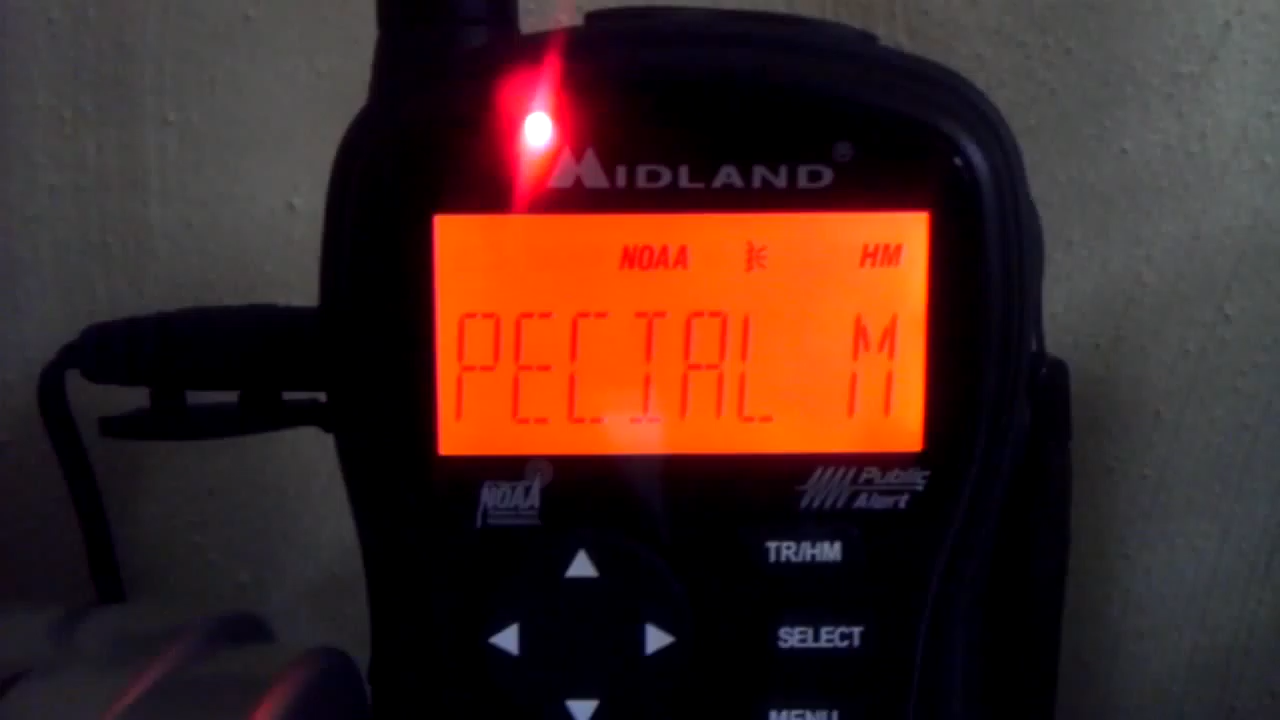 MIDLAND®
NOAA HM
PECIAL M
NOAA Public
Alert
TR/HM
SELECT
MENU